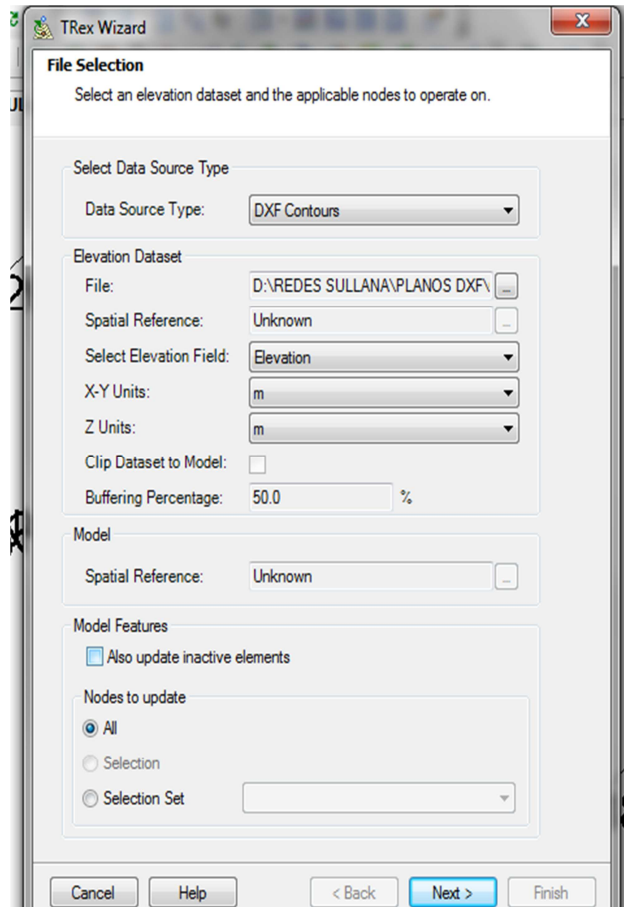 TRex Wizard
File Selection
Select an elevation dataset and the applicable nodes to operate on.
Select Data Source Type
Data Source Type: DXF Contours
Elevation Dataset
File: D:\REDES SULLANA\PLANOS DXF\ ...
Spatial Reference: Unknown ...
Select Elevation Field: Elevation
X-Y Units: m
Z Units: m
Clip Dataset to Model:
Buffering Percentage: 50.0 %
Model
Spatial Reference: Unknown ...
Model Features
Also update inactive elements
Nodes to update
All
Selection
Selection Set
Cancel Help < Back Next > Finish